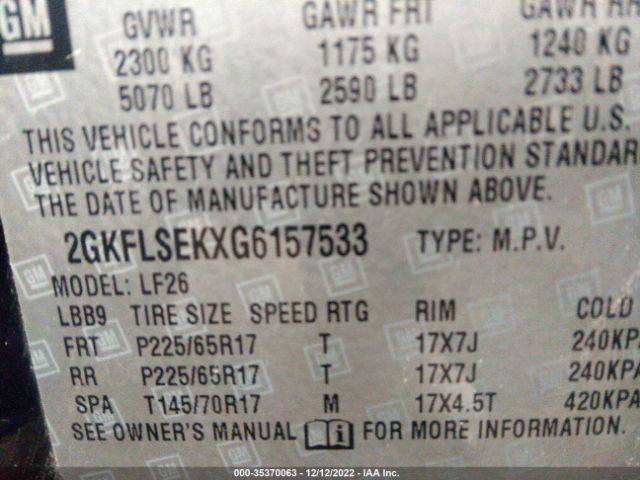 GM GVWR GAWR FRT GAWR RR
2300 KG 1175 KG 1240 KG
5070 LB 2590 LB 2733 LB
THIS VEHICLE CONFORMS TO ALL APPLICABLE U.S.
VEHICLE SAFETY AND THEFT PREVENTION STANDAR
THE DATE OF MANUFACTURE SHOWN ABOVE.
2GKFLSEKXG6157533 TYPE: M.P.V.
MODEL: LF26
LBB9 TIRE SIZE SPEED RTG RIM COLD
FRT P225/65R17 T 17X7J 240KPA
RR P225/65R17 T 17X7J 240KPA
SPA T145/70R17 M 17X4.5T 420KPA
SEE OWNER'S MANUAL i FOR MORE INFORMATION.
000-35370063 - 12/12/2022 - IAA Inc.